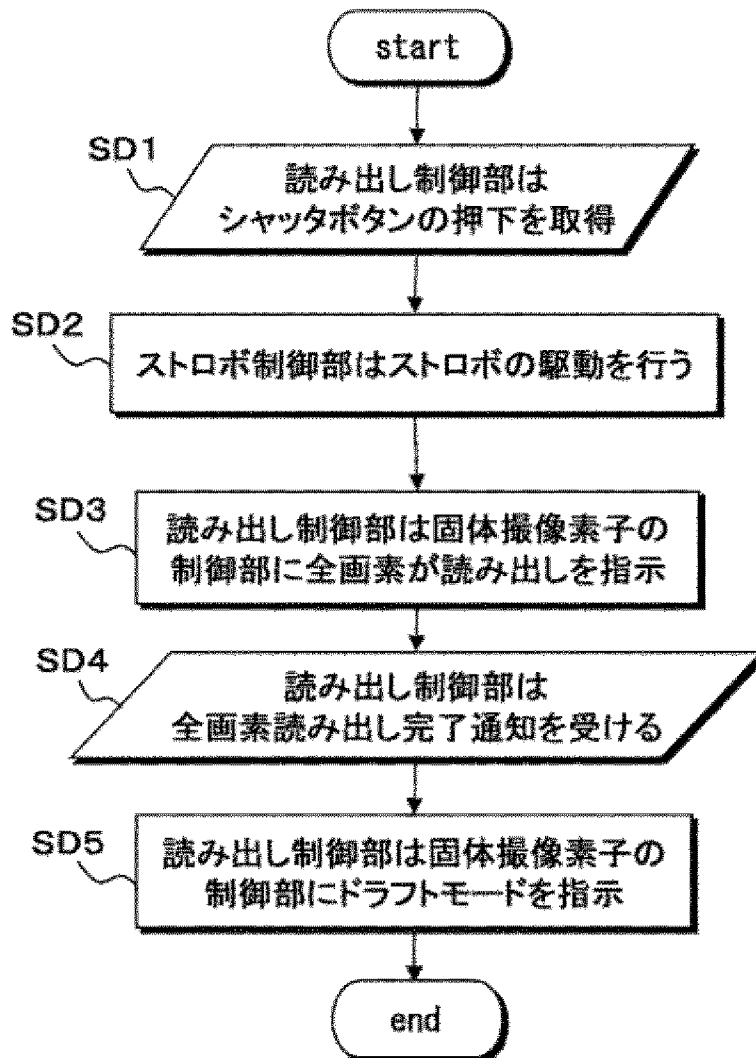 start
SD1
読み出し制御部は
シャッタボタンの押下を取得
SD2
ストロボ制御部はストロボの駆動を行う
SD3
読み出し制御部は固体撮像素子の
制御部に全画素が読み出しを指示
SD4
読み出し制御部は
全画素読み出し完了通知を受ける
SD5
読み出し制御部は固体撮像素子の
制御部にドラフトモードを指示
end